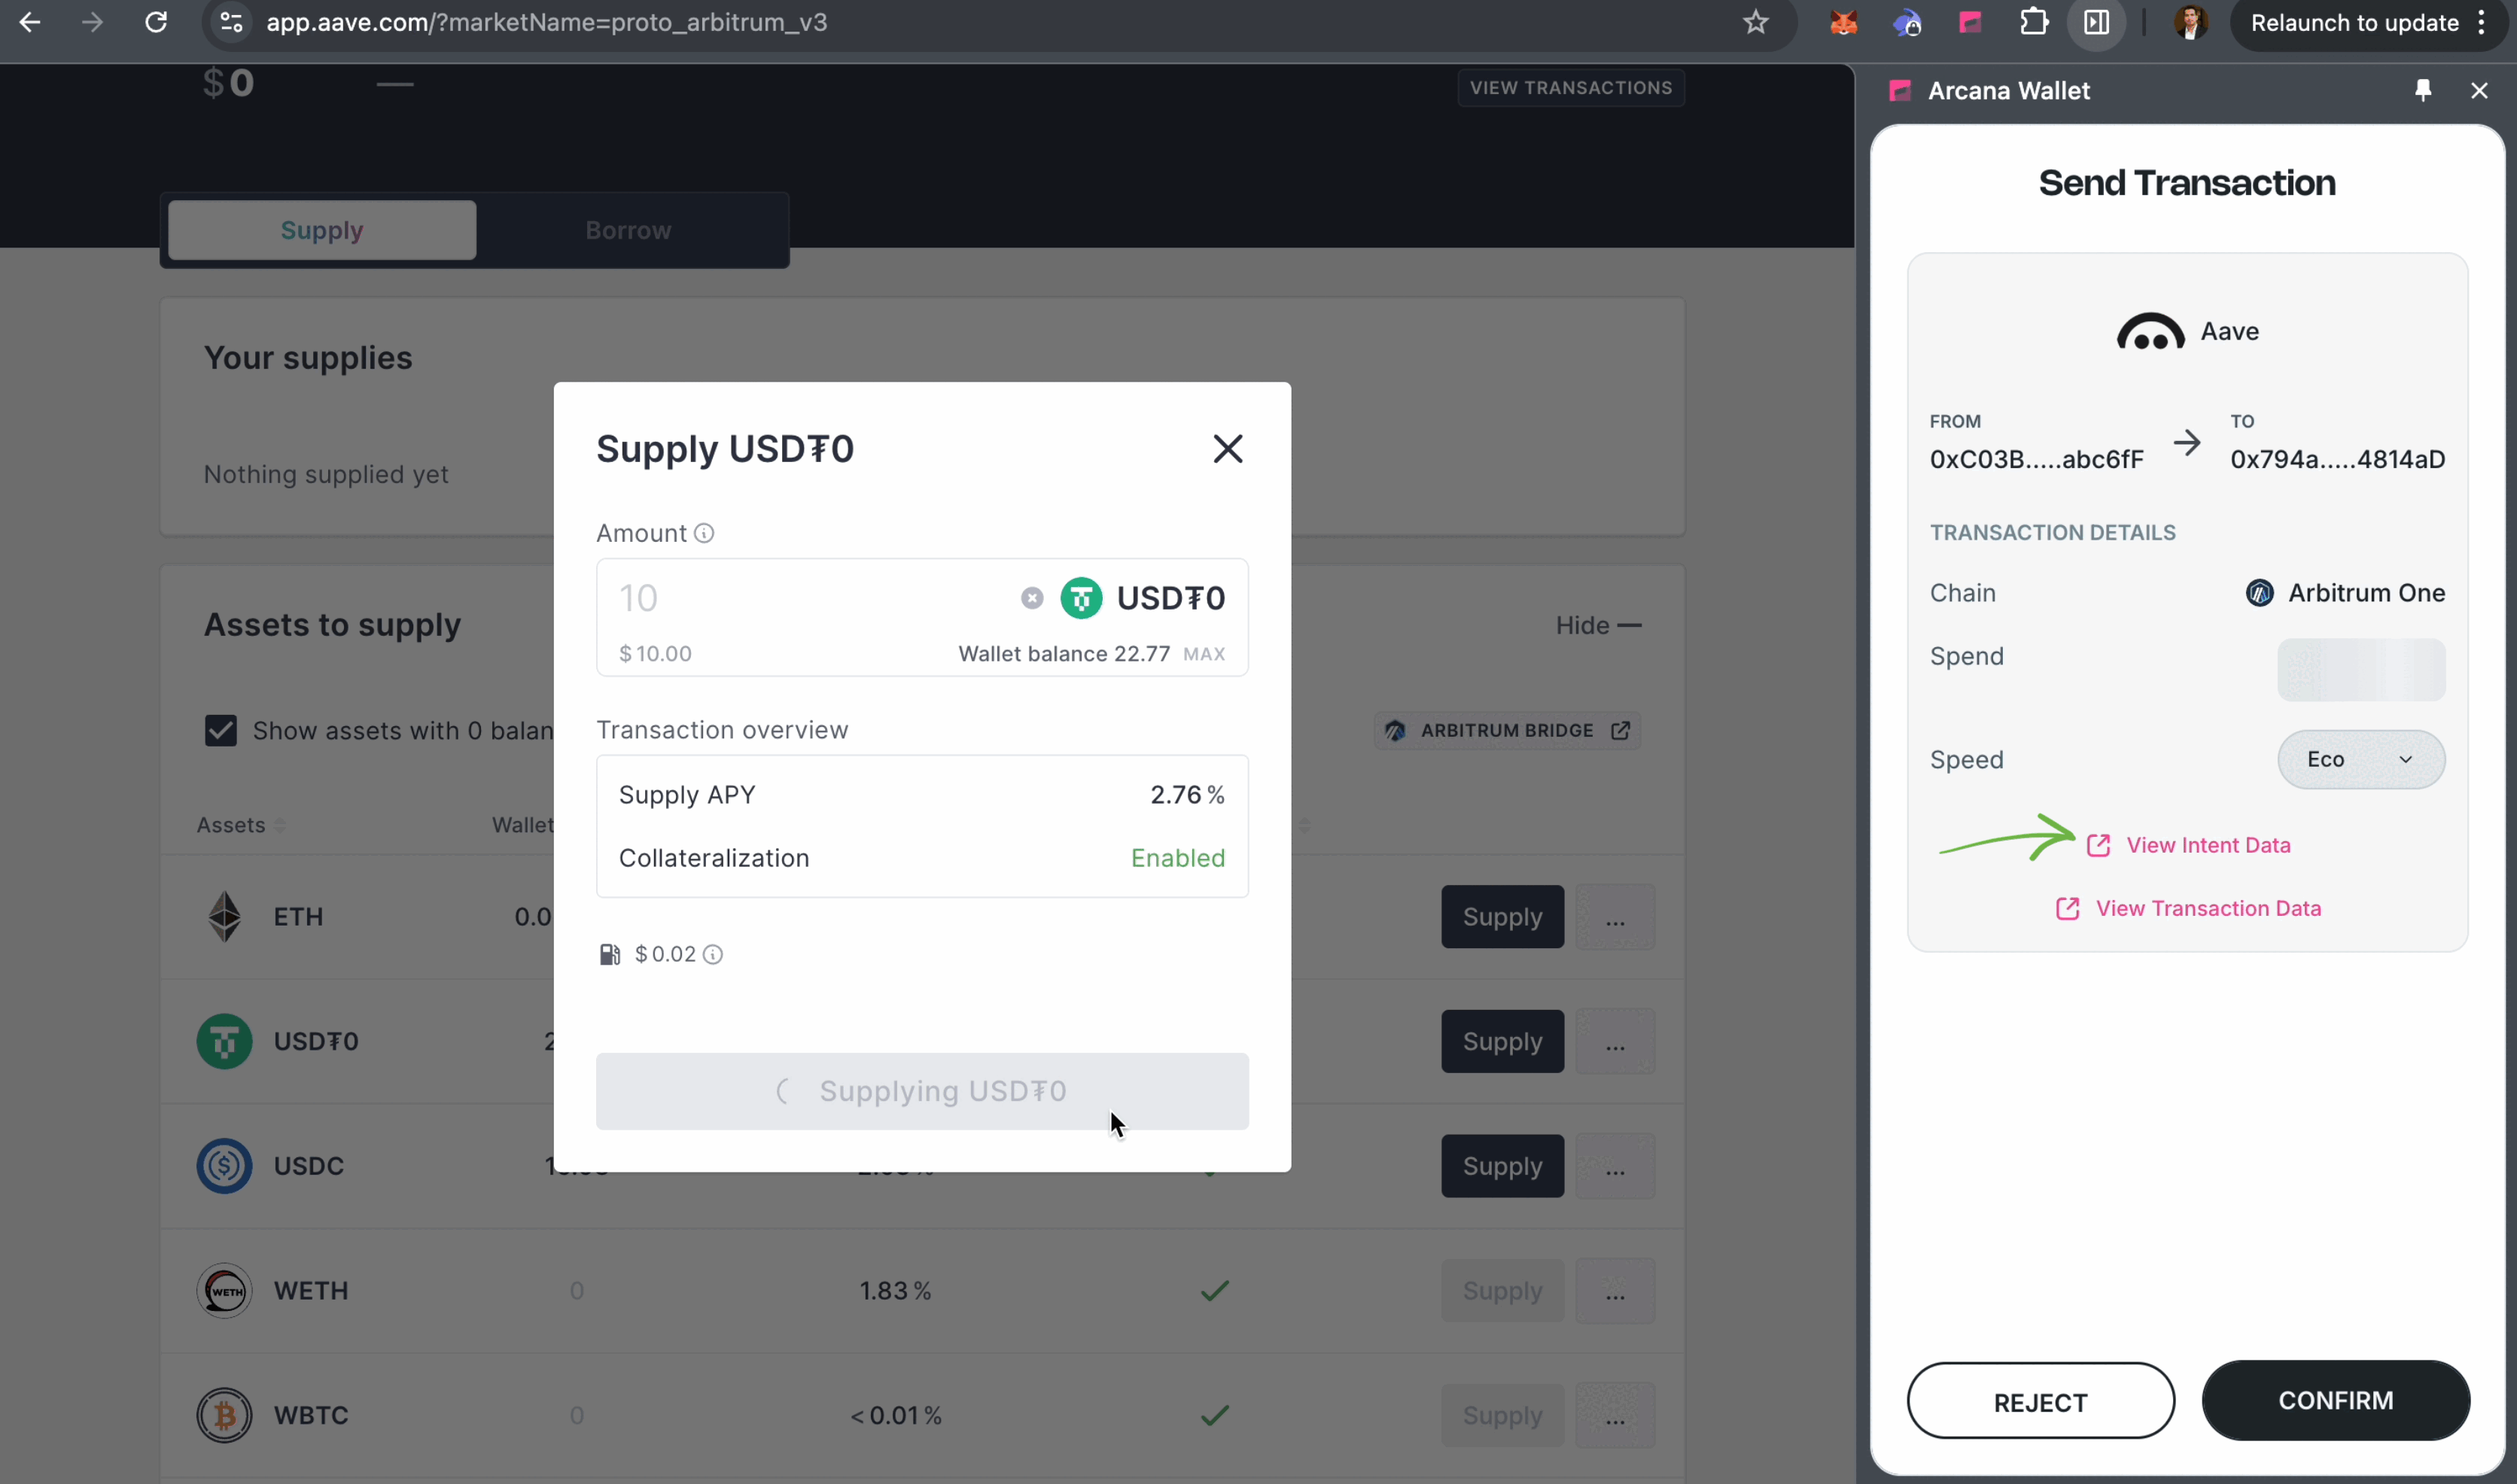 app.aave.com/?marketName=proto_arbitrum_v3
Relaunch to update
$0
—
VIEW TRANSACTIONS
Supply
Borrow
Your supplies
Nothing supplied yet
Assets to supply
Hide —
Show assets with 0 balan
ARBITRUM BRIDGE
Assets
Wallet
ETH
0.0
Supply
...
USD₮0
2
Supply
...
USDC
Supply
...
WETH
0
1.83 %
Supply
...
WBTC
0
<0.01 %
Supply
...
Supply USD₮0
Amount
10
USD₮0
$10.00
Wallet balance 22.77 MAX
Transaction overview
Supply APY
2.76 %
Collateralization
Enabled
$0.02
Supplying USD₮0
Arcana Wallet
Send Transaction
Aave
FROM
TO
0xC03B.....abc6fF
0x794a.....4814aD
TRANSACTION DETAILS
Chain
Arbitrum One
Spend
Speed
Eco
View Intent Data
View Transaction Data
REJECT
CONFIRM